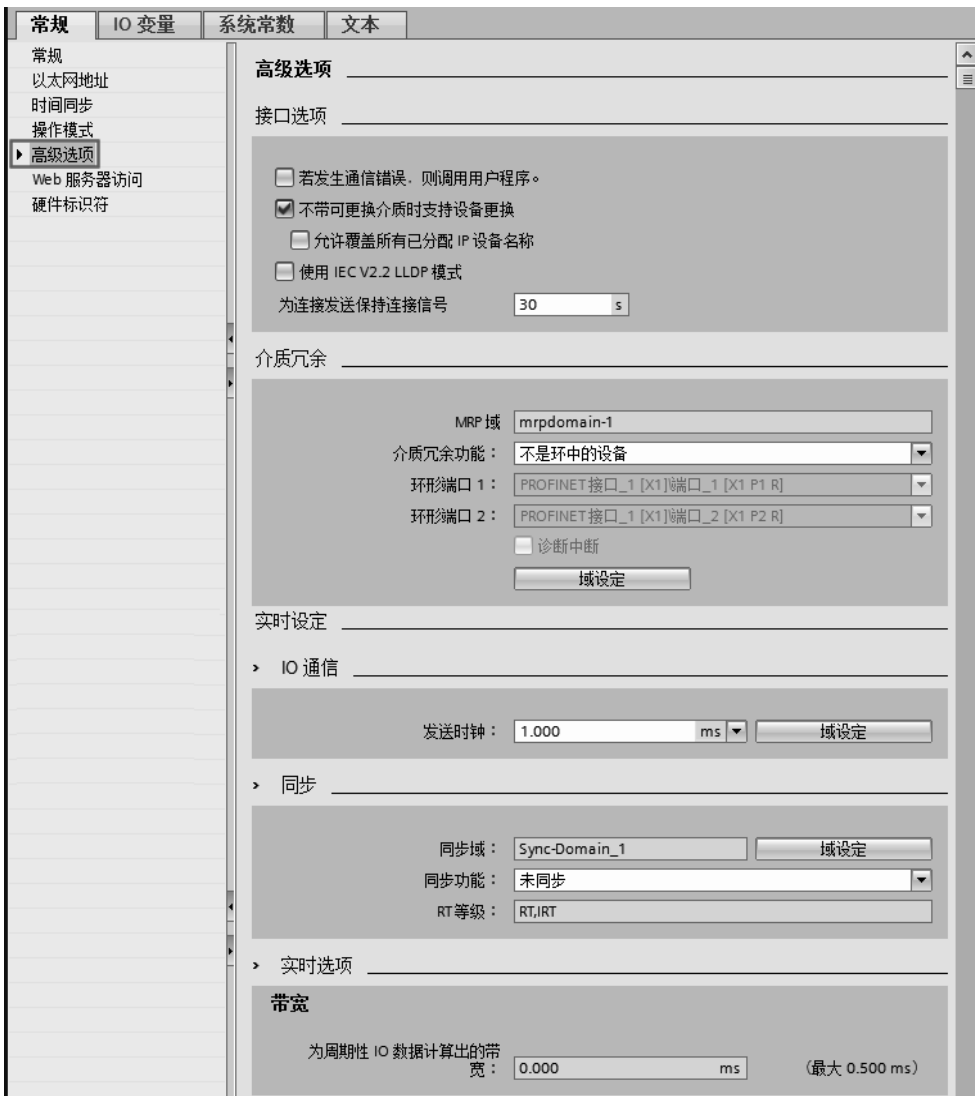 常规 IO 变量 系统常数 文本
常规
以太网地址
时间同步
操作模式
高级选项
Web 服务器访问
硬件标识符
高级选项
接口选项
若发生通信错误，则调用用户程序。
不带可更换介质时支持设备更换
允许覆盖所有已分配 IP 设备名称
使用 IEC V2.2 LLDP 模式
为连接发送保持连接信号 30 s
介质冗余
MRP 域 mrpdomain-1
介质冗余功能： 不是环中的设备
环形端口 1： PROFINET接口_1 [X1]\端口_1 [X1 P1 R]
环形端口 2： PROFINET接口_1 [X1]\端口_2 [X1 P2 R]
诊断中断
域设定
实时设定
IO 通信
发送时钟： 1.000 ms 域设定
同步
同步域： Sync-Domain_1 域设定
同步功能： 未同步
RT等级： RT,IRT
实时选项
带宽
为周期性 IO 数据计算出的带
宽： 0.000 ms （最大 0.500 ms）